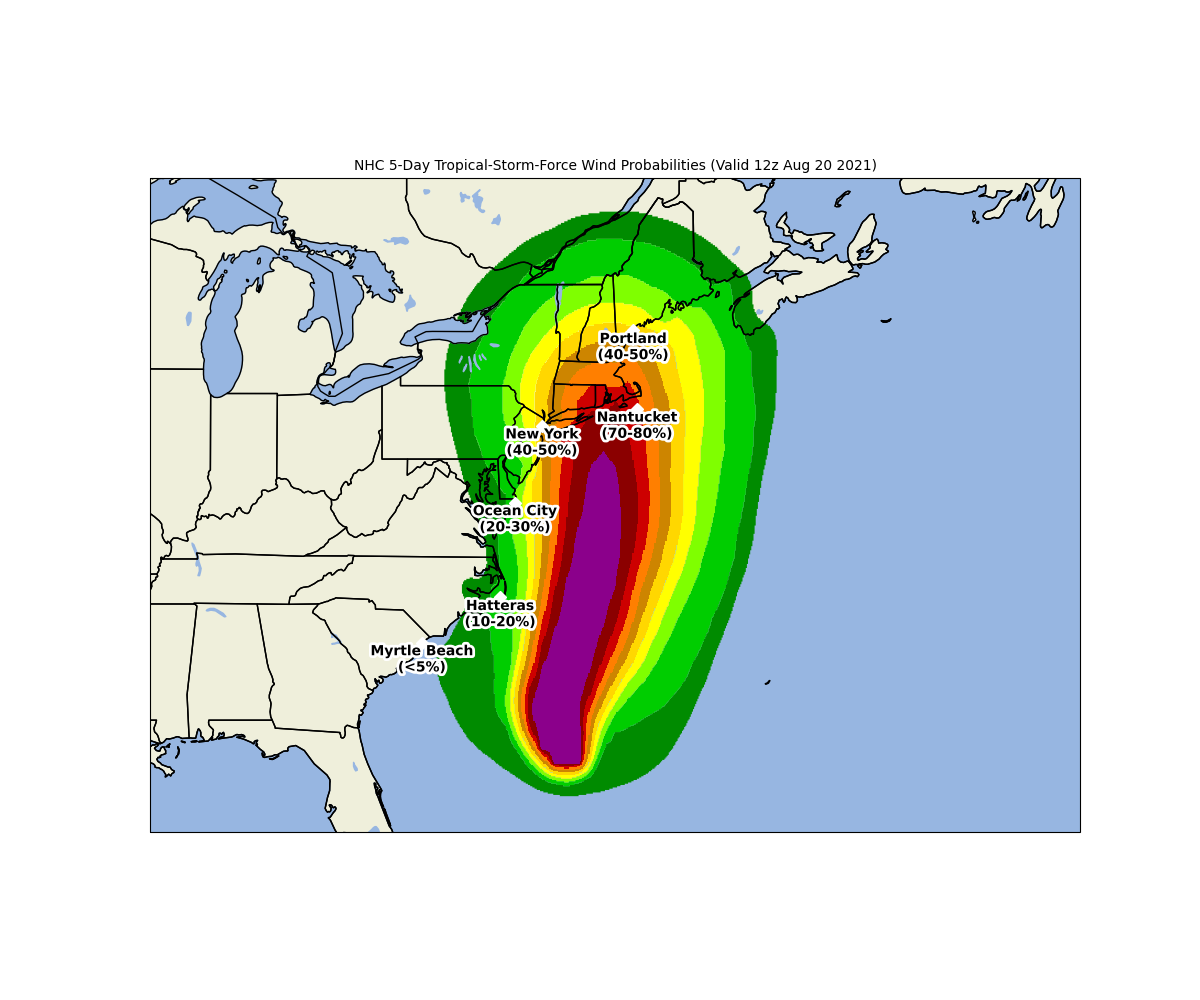 NHC 5-Day Tropical-Storm-Force Wind Probabilities (Valid 12z Aug 20 2021)
Portland
(40-50%)
Nantucket
(70-80%)
New York
(40-50%)
Ocean City
(20-30%)
Hatteras
(10-20%)
Myrtle Beach
(<5%)